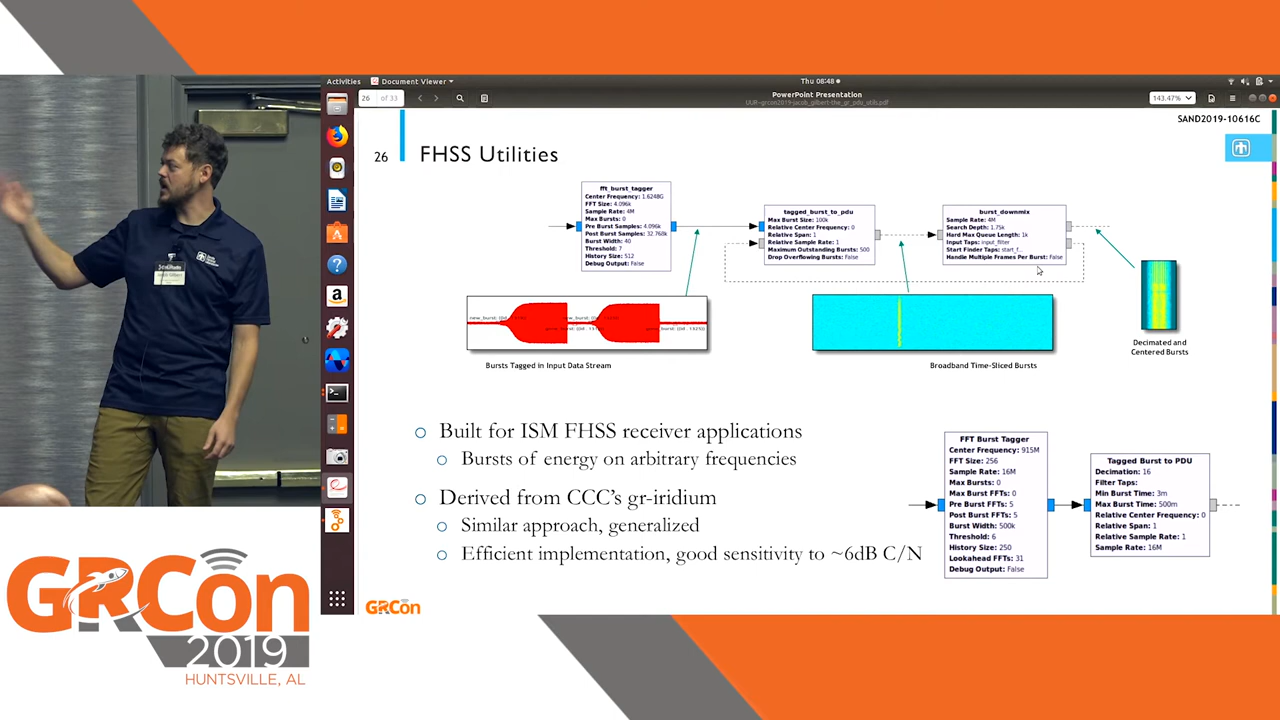 Activities
Document Viewer
Thu 08:48
26 of 33
PowerPoint Presentation
UUR-grcon2019-jacob_gilbert-the_gr_pdu_utils.pdf
143.47%
SAND2019-10616C
26
FHSS Utilities
fft_burst_tagger
Center Frequency: 1.6248G
FFT Size: 4.096k
Sample Rate: 4M
Max Bursts: 0
Pre Burst Samples: 4.096k
Post Burst Samples: 32.768k
Burst Width: 40
Threshold: 7
History Size: 512
Debug Output: False
tagged_burst_to_pdu
Max Burst Size: 100k
Relative Center Frequency: 0
Relative Span: 1
Relative Sample Rate: 1
Maximum Outstanding Bursts: 500
Drop Overflowing Bursts: False
burst_downmix
Sample Rate: 4M
Search Depth: 1.75k
Hard Max Queue Length: 1k
Input Taps: input_filter
Start Finder Taps: start_f...
Handle Multiple Frames Per Burst: False
Bursts Tagged in Input Data Stream
Broadband Time-Sliced Bursts
Decimated and
Centered Bursts
Built for ISM FHSS receiver applications
Bursts of energy on arbitrary frequencies
Derived from CCC's gr-iridium
Similar approach, generalized
Efficient implementation, good sensitivity to ~6dB C/N
FFT Burst Tagger
Center Frequency: 915M
FFT Size: 256
Sample Rate: 16M
Max Bursts: 0
Max Burst FFTs: 0
Pre Burst FFTs: 5
Post Burst FFTs: 5
Burst Width: 500k
Threshold: 6
History Size: 250
Lookahead FFTs: 31
Debug Output: False
Tagged Burst to PDU
Decimation: 16
Filter Taps:
Min Burst Time: 3m
Max Burst Time: 500m
Relative Center Frequency: 0
Relative Span: 1
Relative Sample Rate: 1
Sample Rate: 16M
GRCon
GRCon
2019
HUNTSVILLE, AL